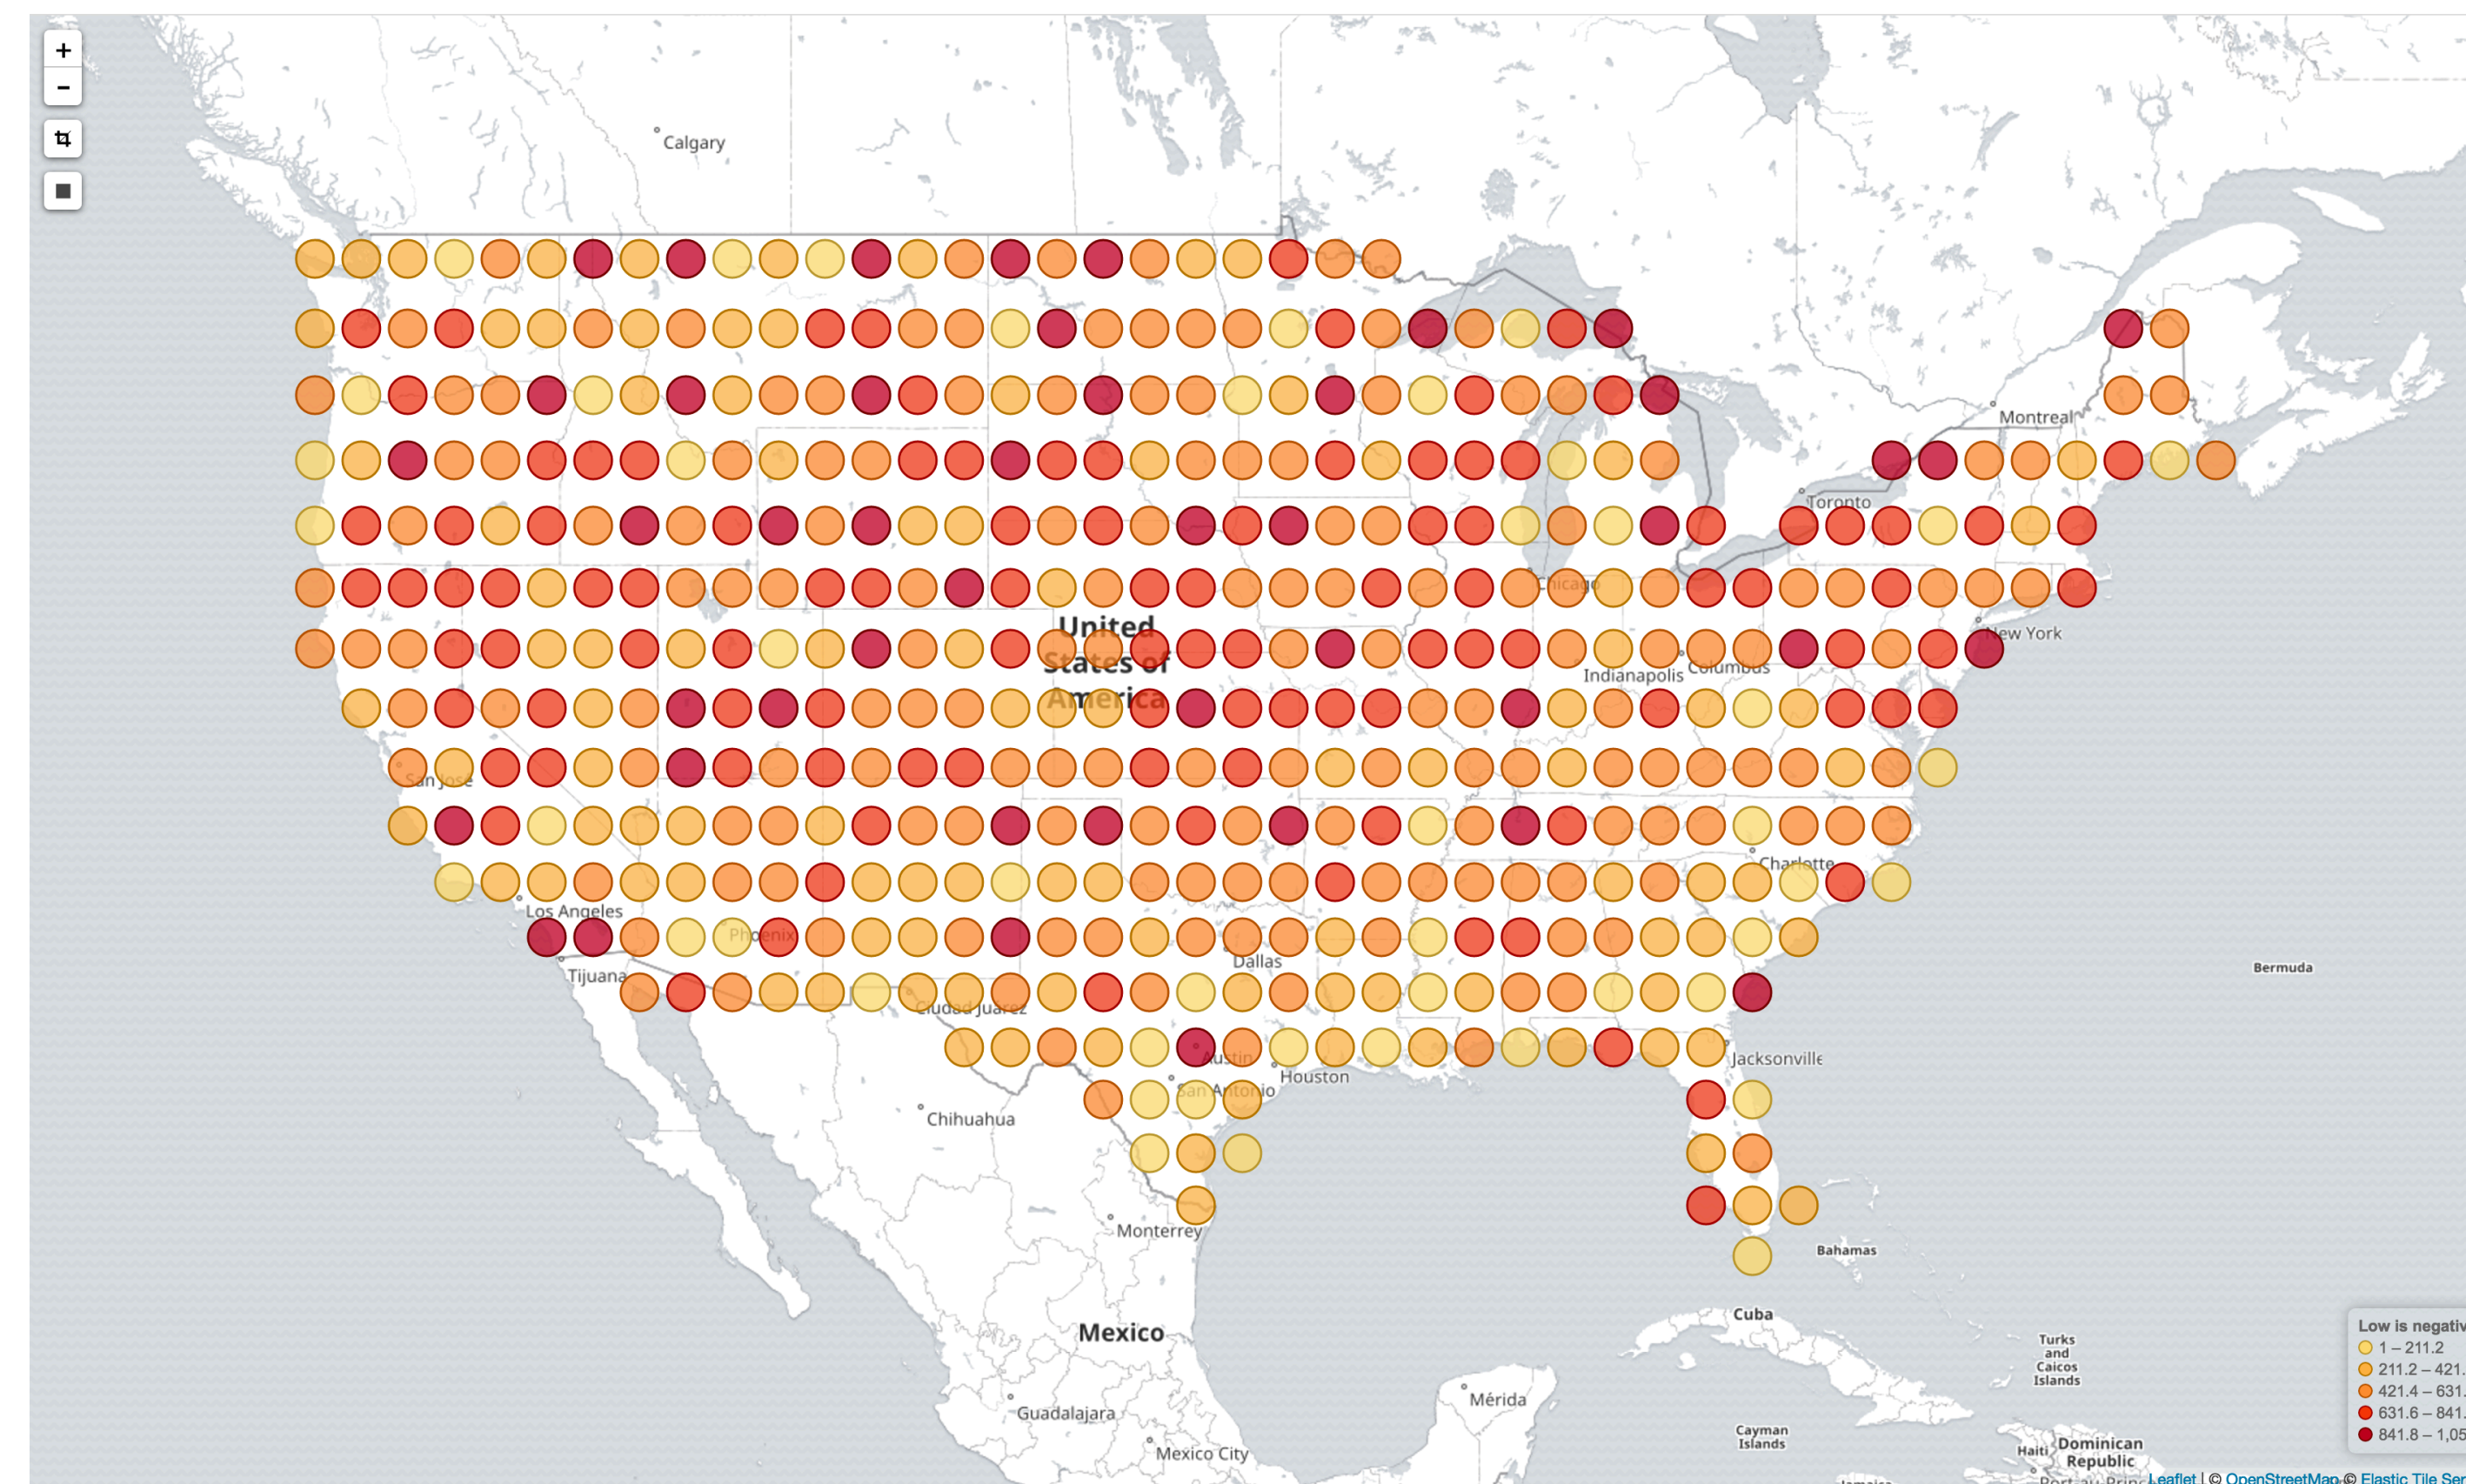 +
−
Calgary
Montreal
Toronto
Chicago
New York
United
States of
America
Indianapolis
Columbus
San Jose
Charlotte
Los Angeles
Phoenix
Dallas
Tijuana
Bermuda
Ciudad Juárez
Austin
Jacksonville
Houston
San Antonio
Chihuahua
Monterrey
Bahamas
Cuba
Mexico
Turks
and
Caicos
Islands
Mérida
Guadalajara
Cayman
Islands
Mexico City
Haiti
Dominican
Republic
Low is negativ
1 – 211.2
211.2 – 421.
421.4 – 631.
631.6 – 841.
841.8 – 1,05
Leaflet | © OpenStreetMap © Elastic Tile Ser